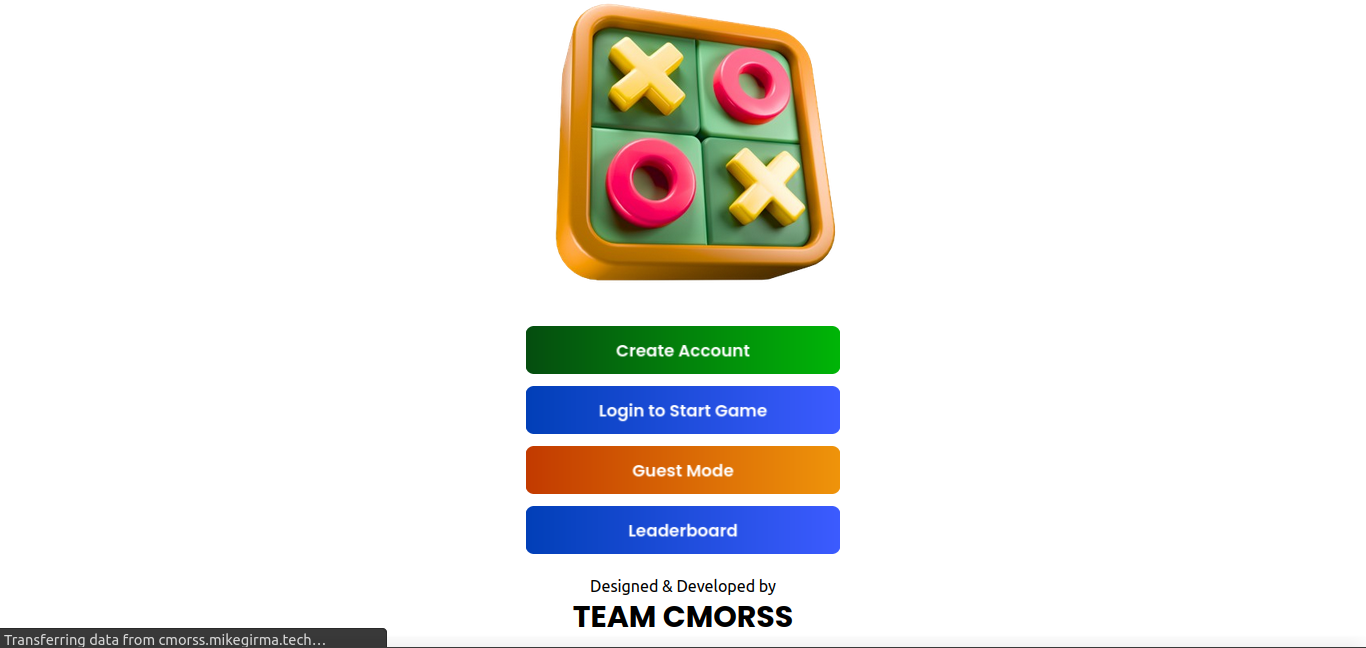 Create Account
Login to Start Game
Guest Mode
Leaderboard
Designed & Developed by
TEAM CMORSS
Transferring data from cmorss.mikegirma.tech…